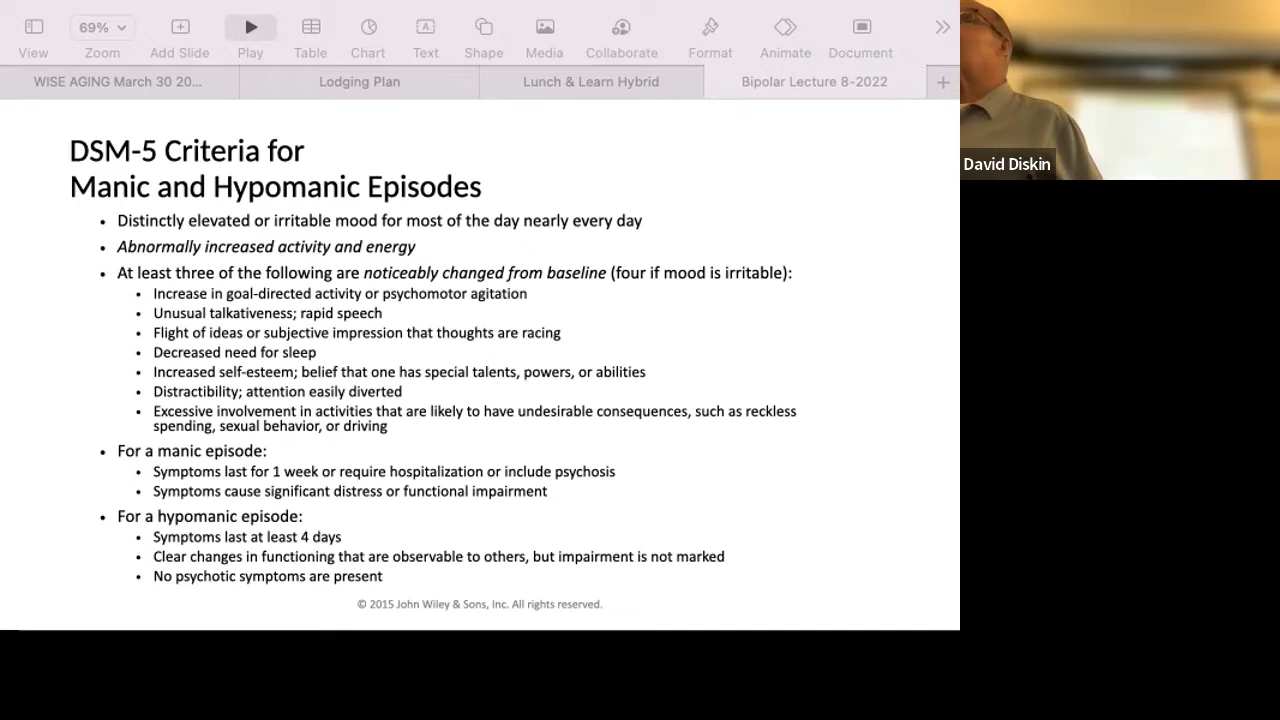 69%
View
Zoom
Add Slide
Play
Table
Chart
Text
Shape
Media
Collaborate
Format
Animate
Document
WISE AGING March 30 20...
Lodging Plan
Lunch & Learn Hybrid
Bipolar Lecture 8-2022
David Diskin
DSM-5 Criteria for
Manic and Hypomanic Episodes
• Distinctly elevated or irritable mood for most of the day nearly every day
• Abnormally increased activity and energy
• At least three of the following are noticeably changed from baseline (four if mood is irritable):
• Increase in goal-directed activity or psychomotor agitation
• Unusual talkativeness; rapid speech
• Flight of ideas or subjective impression that thoughts are racing
• Decreased need for sleep
• Increased self-esteem; belief that one has special talents, powers, or abilities
• Distractibility; attention easily diverted
• Excessive involvement in activities that are likely to have undesirable consequences, such as reckless
spending, sexual behavior, or driving
• For a manic episode:
• Symptoms last for 1 week or require hospitalization or include psychosis
• Symptoms cause significant distress or functional impairment
• For a hypomanic episode:
• Symptoms last at least 4 days
• Clear changes in functioning that are observable to others, but impairment is not marked
• No psychotic symptoms are present
© 2015 John Wiley & Sons, Inc. All rights reserved.